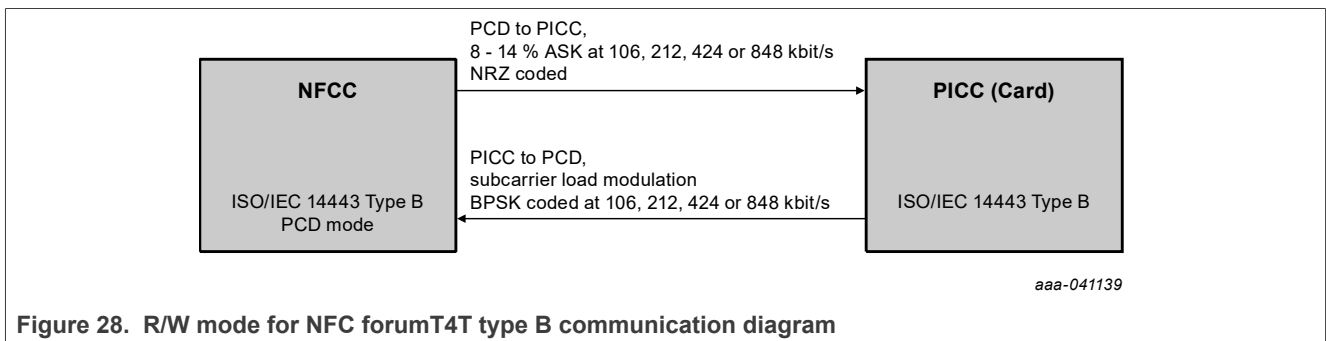 PCD to PICC,
8 - 14 % ASK at 106, 212, 424 or 848 kbit/s
NRZ coded
NFCC
PICC (Card)
PICC to PCD,
subcarrier load modulation
BPSK coded at 106, 212, 424 or 848 kbit/s
ISO/IEC 14443 Type B
PCD mode
ISO/IEC 14443 Type B
aaa-041139
Figure 28. R/W mode for NFC forumT4T type B communication diagram